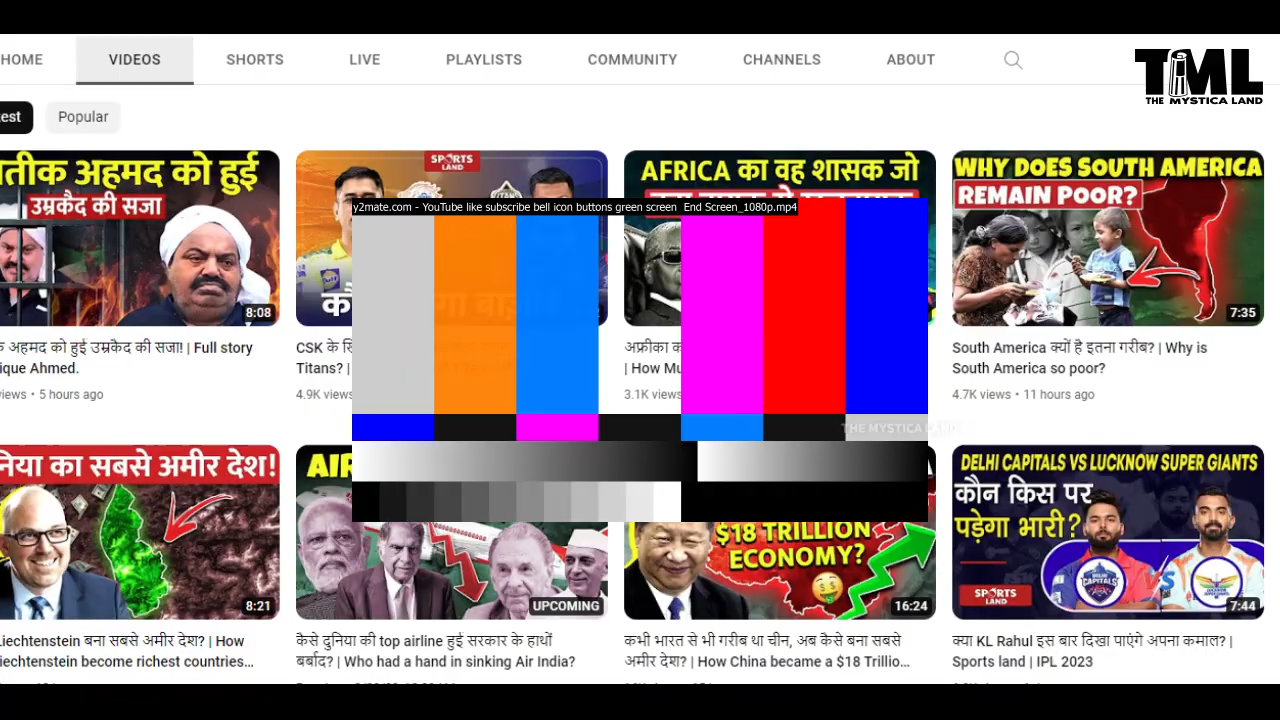 HOME VIDEOS SHORTS LIVE PLAYLISTS COMMUNITY CHANNELS ABOUT
TML
THE MYSTICA LAND
Popular
अहमद को हुई
उम्रकैद की सजा
8:08
SPORTS
LAND
AFRICA का वह शासक जो
WHY DOES SOUTH AMERICA
REMAIN POOR?
7:35
y2mate.com - YouTube like subscribe bell icon buttons green screen End Screen_1080p.mp4
अहमद को हुई उम्रकैद की सजा! | Full story
ique Ahmed.
views • 5 hours ago
CSK के
Titans? |
4.9K views
अफ्रीका
| How
3.1K views
South America क्यों है इतना गरीब? | Why is
South America so poor?
4.7K views • 11 hours ago
THE MYSTICA LAND
का सबसे अमीर देश!
8:21
UPCOMING
$18 TRILLION
ECONOMY?
16:24
DELHI CAPITALS VS LUCKNOW SUPER GIANTS
कौन किस पर
पड़ेगा भारी?
DELHI
CAPITALS
SPORTS
LAND
7:44
Liechtenstein बना सबसे अमीर देश? | How
iechtenstein become richest countries...
कैसे दुनिया की top airline हुई सरकार के हाथों
बर्बाद? | Who had a hand in sinking Air India?
कभी भारत से भी गरीब था चीन, अब कैसे बना सबसे
अमीर देश? | How China became a $18 Trillio...
क्या KL Rahul इस बार दिखा पाएंगे अपना कमाल? |
Sports land | IPL 2023